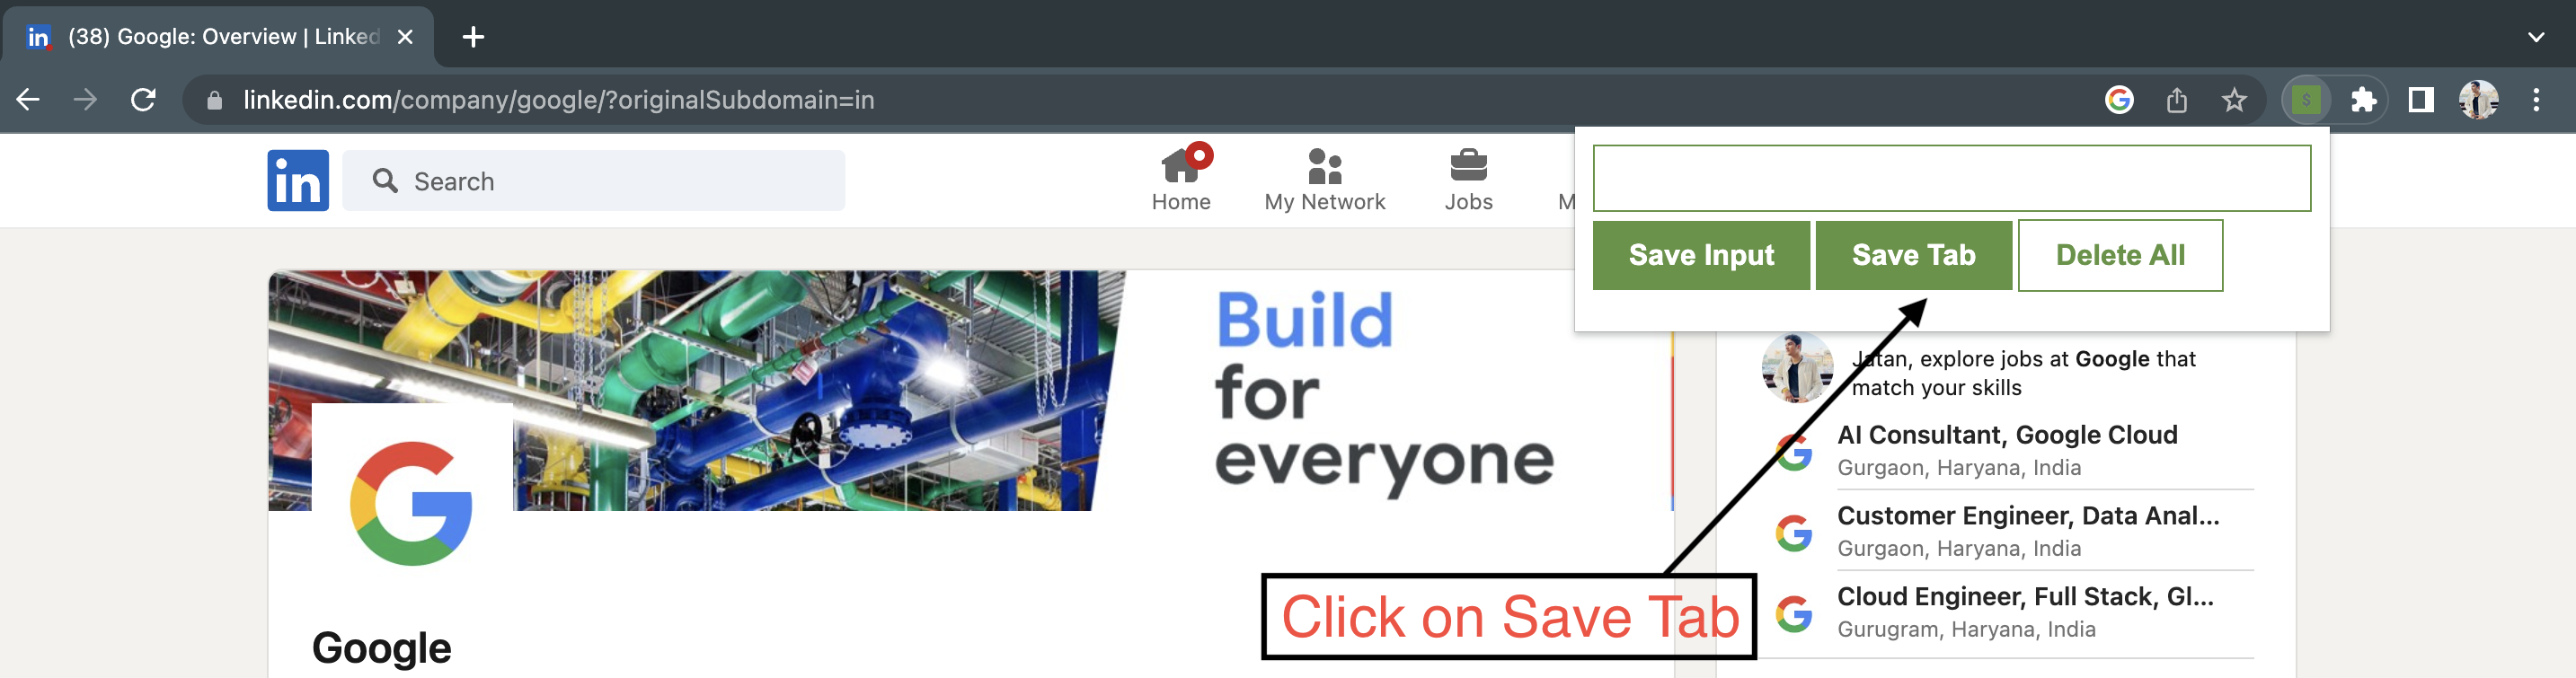 (38) Google: Overview | Linked
linkedin.com/company/google/?originalSubdomain=in
in
Search
Home
My Network
Jobs
M
Save Input
Save Tab
Delete All
Build
for
everyone
Jatan, explore jobs at Google that
match your skills
AI Consultant, Google Cloud
Gurgaon, Haryana, India
Customer Engineer, Data Anal...
Gurgaon, Haryana, India
Cloud Engineer, Full Stack, Gl...
Gurugram, Haryana, India
Click on Save Tab
Google